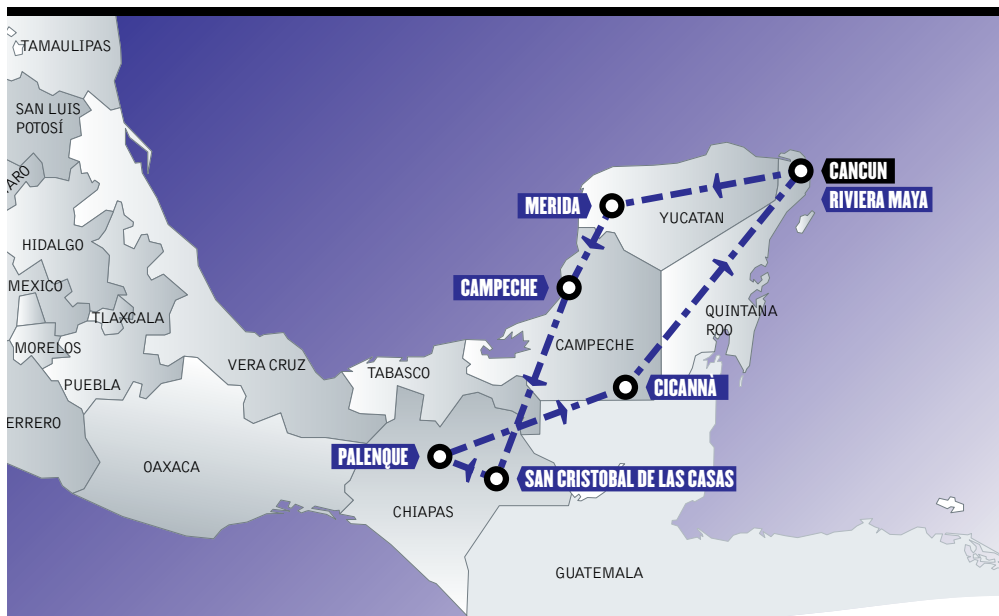 TAMAULIPAS
SAN LUIS
POTOSÍ
ARO
HIDALGO
MEXICO
TLAXCALA
MORELOS
PUEBLA
ERRERO
VERA CRUZ
OAXACA
TABASCO
CHIAPAS
CAMPECHE
YUCATAN
QUINTANA
ROO
GUATEMALA
CANCUN
RIVIERA MAYA
MERIDA
CAMPECHE
CICANNÀ
PALENQUE
SAN CRISTOBAL DE LAS CASAS